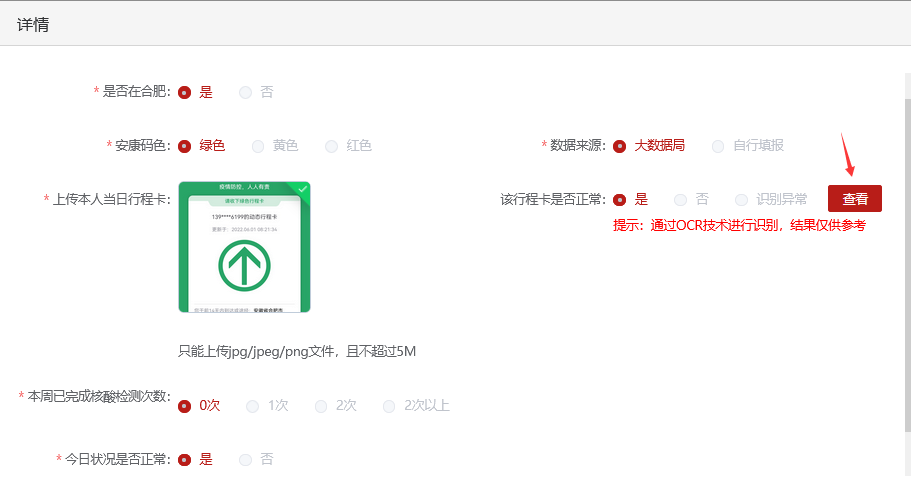 详情
* 是否在合肥: 是 否
* 安康码色: 绿色 黄色 红色
* 数据来源: 大数据局 自行填报
* 上传本人当日行程卡:
疫情防控，人人有责
请收下绿色行程卡
139****6199的动态行程卡
更新于：2022.06.01 08:21:34
该行程卡是否正常: 是 否 识别异常 查看
提示：通过OCR技术进行识别，结果仅供参考
只能上传jpg/jpeg/png文件，且不超过5M
* 本周已完成核酸检测次数: 0次 1次 2次 2次以上
* 今日状况是否正常: 是 否